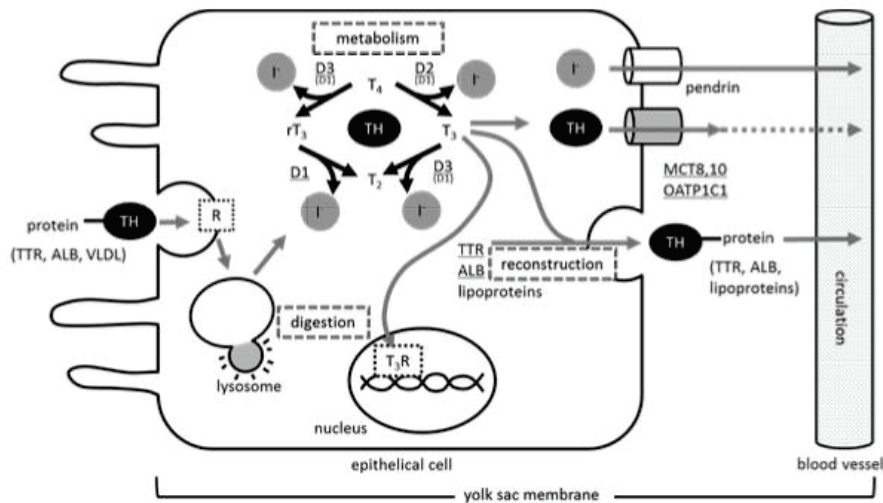 metabolism
I-
D3
(D1)
T4
D2
(D1)
I-
I-
pendrin
rT3
TH
T3
TH
D1
T2
D3
(D1)
I-
I-
MCT8,10
OATP1C1
protein
TH
R
(TTR, ALB, VLDL)
TTR
ALB
lipoproteins
reconstruction
TH
protein
(TTR, ALB,
lipoproteins)
circulation
digestion
lysosome
T3R
nucleus
epithelical cell
blood vessel
yolk sac membrane